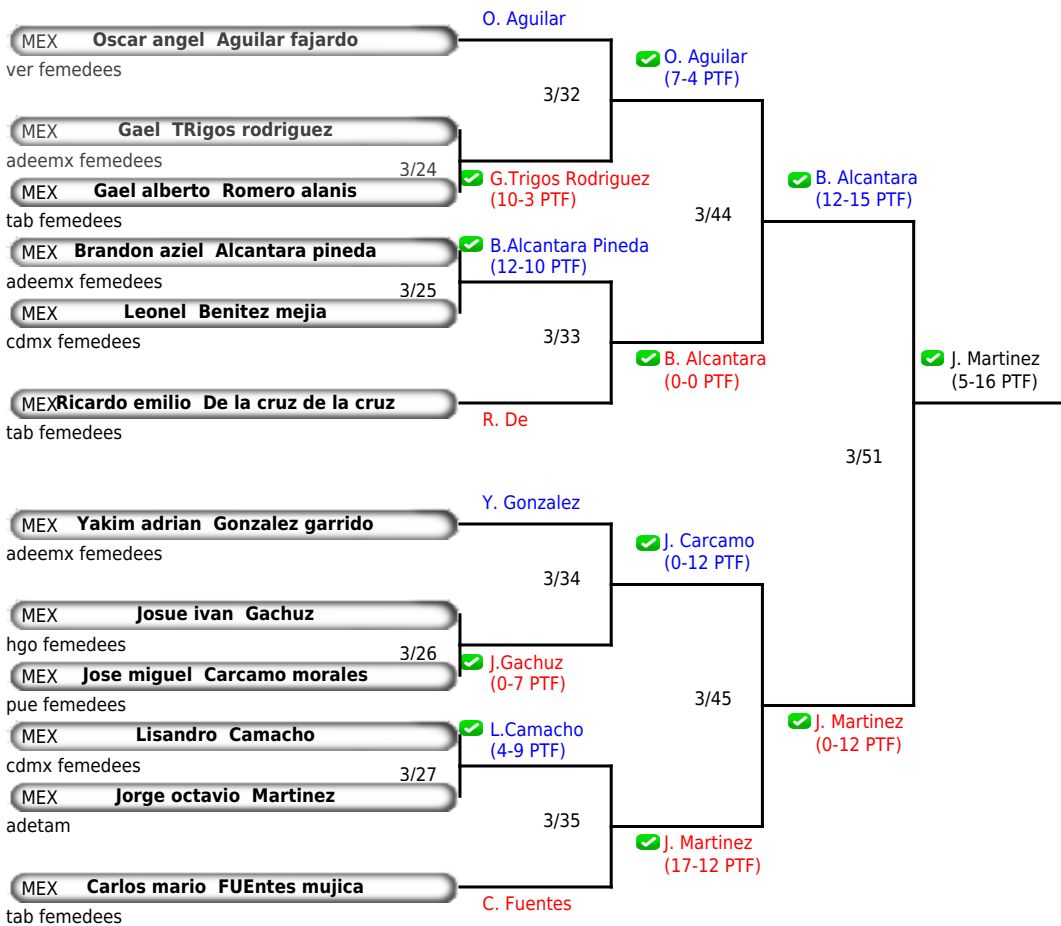 O. Aguilar
MEX Oscar angel Aguilar fajardo
ver femedees
O. Aguilar
(7-4 PTF)
3/32
MEX Gael TRigos rodriguez
adeemx femedees
3/24
MEX Gael alberto Romero alanis
tab femedees
G.Trigos Rodriguez
(10-3 PTF)
B. Alcantara
(12-15 PTF)
3/44
MEX Brandon aziel Alcantara pineda
adeemx femedees
B.Alcantara Pineda
(12-10 PTF)
3/25
MEX Leonel Benitez mejia
cdmx femedees
3/33
B. Alcantara
(0-0 PTF)
J. Martinez
(5-16 PTF)
MEX Ricardo emilio De la cruz de la cruz
tab femedees
R. De
3/51
Y. Gonzalez
MEX Yakim adrian Gonzalez garrido
adeemx femedees
J. Carcamo
(0-12 PTF)
3/34
MEX Josue ivan Gachuz
hgo femedees
3/26
MEX Jose miguel Carcamo morales
pue femedees
J.Gachuz
(0-7 PTF)
3/45
MEX Lisandro Camacho
cdmx femedees
L.Camacho
(4-9 PTF)
J. Martinez
(0-12 PTF)
3/27
MEX Jorge octavio Martinez
adetam
3/35
J. Martinez
(17-12 PTF)
MEX Carlos mario FUEntes mujica
tab femedees
C. Fuentes